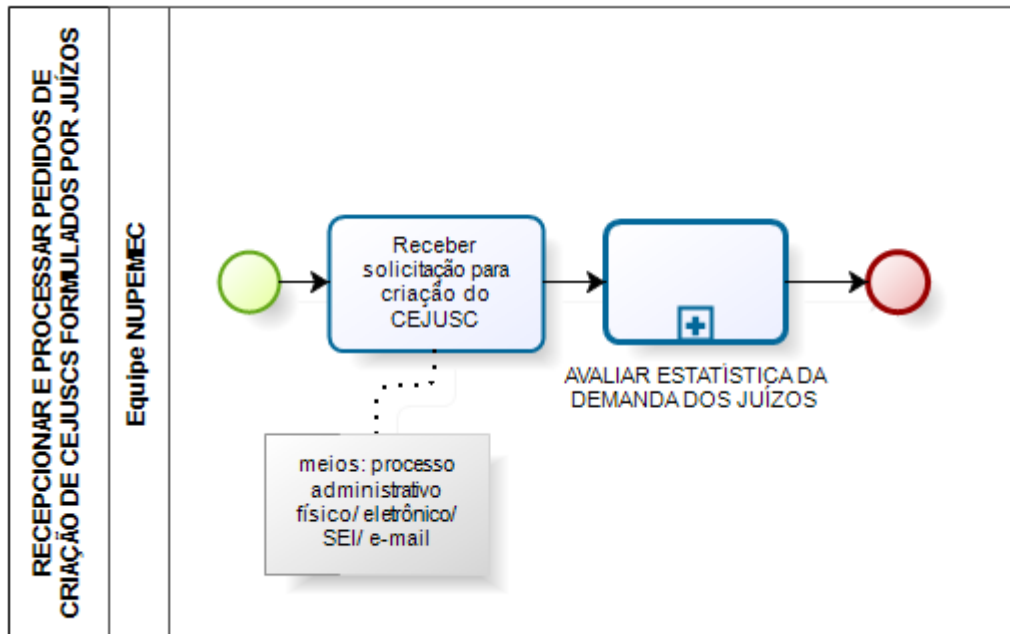 RECEPCIONAR E PROCESSAR PEDIDOS DE
CRIAÇÃO DE CEJUSCS FORMULADOS POR JUÍZOS
Equipe NUPEMEC
Receber
solicitação para
criação do
CEJUSC
AVALIAR ESTATÍSTICA DA
DEMANDA DOS JUÍZOS
meios: processo
administrativo
físico/ eletrônico/
SEI/ e-mail